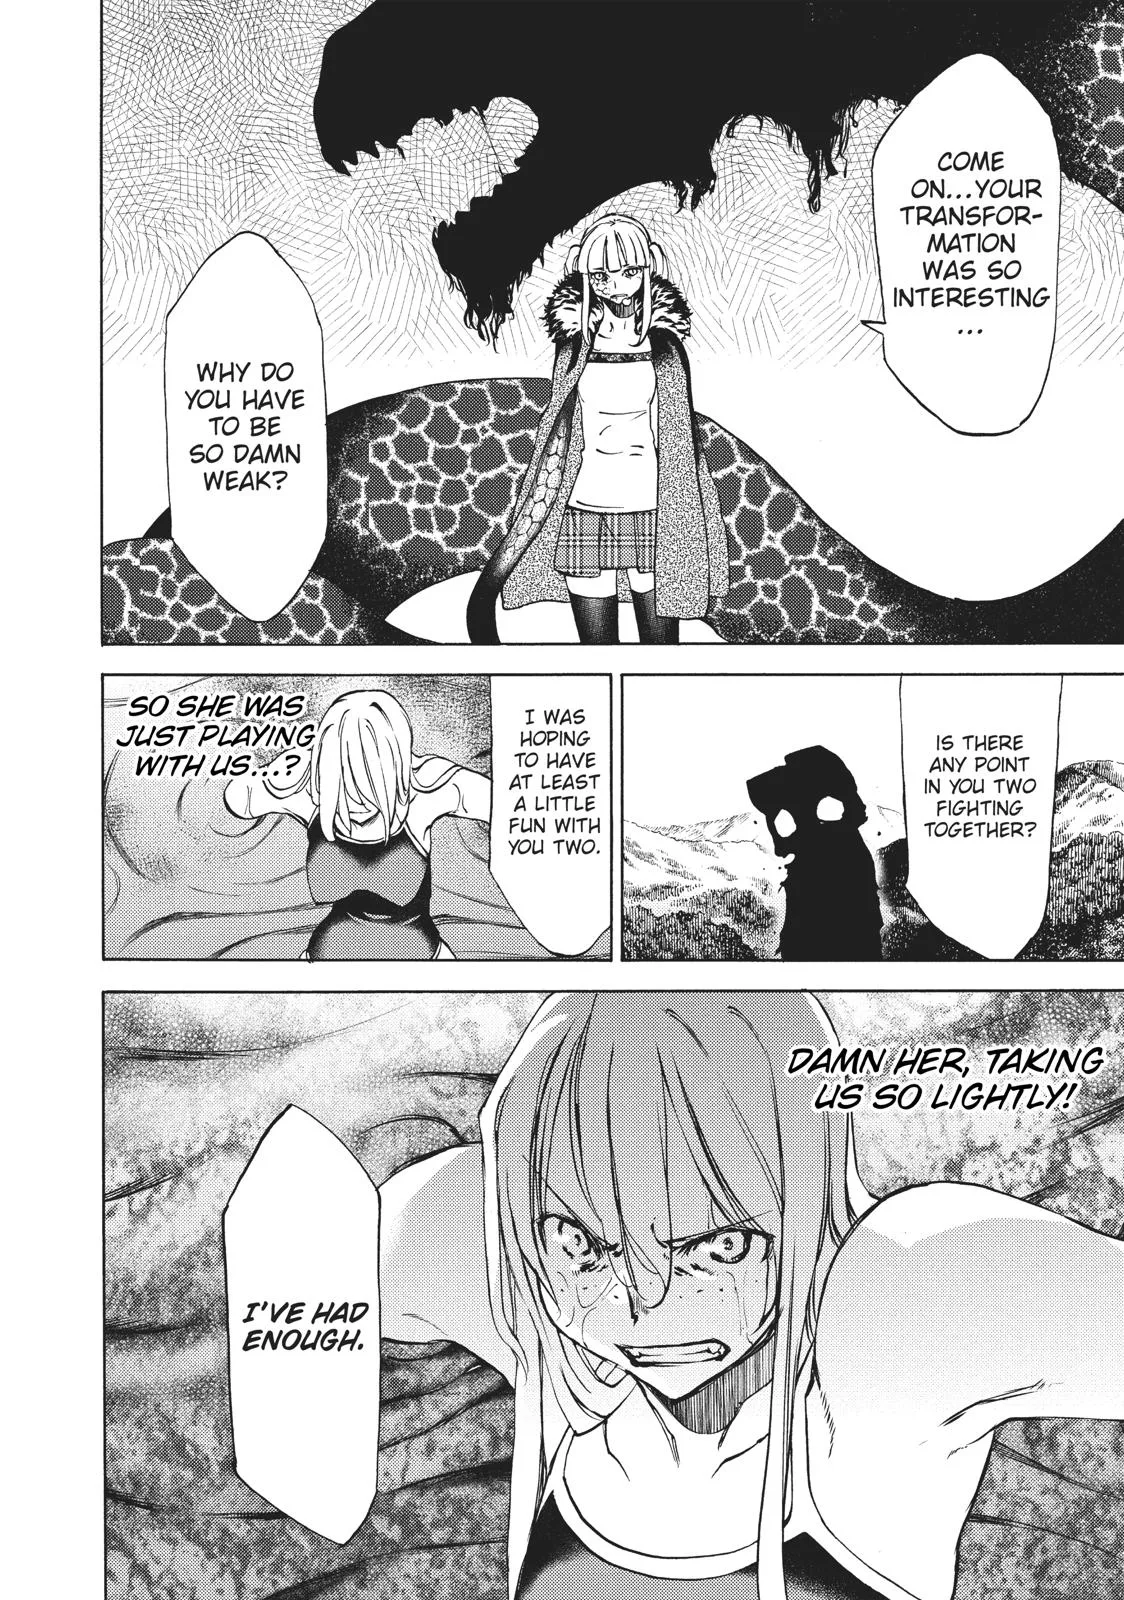 COME
ON...YOUR
TRANSFOR-
MATION
WAS SO
INTERESTING
...
WHY DO
YOU HAVE
TO BE
SO DAMN
WEAK?
IS THERE
ANY POINT
IN YOU TWO
FIGHTING
TOGETHER?
I WAS
HOPING
TO HAVE
AT LEAST
A LITTLE
FUN WITH
YOU TWO.
SO SHE WAS
JUST PLAYING
WITH US...?
DAMN HER, TAKING
US SO LIGHTLY!
I'VE HAD
ENOUGH.